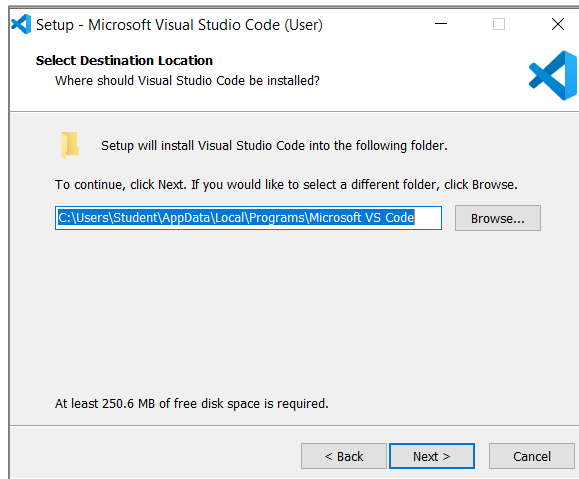 Setup - Microsoft Visual Studio Code (User)
Select Destination Location
Where should Visual Studio Code be installed?
Setup will install Visual Studio Code into the following folder.
To continue, click Next. If you would like to select a different folder, click Browse.
C:\Users\Student\AppData\Local\Programs\Microsoft VS Code
Browse...
At least 250.6 MB of free disk space is required.
< Back
Next >
Cancel